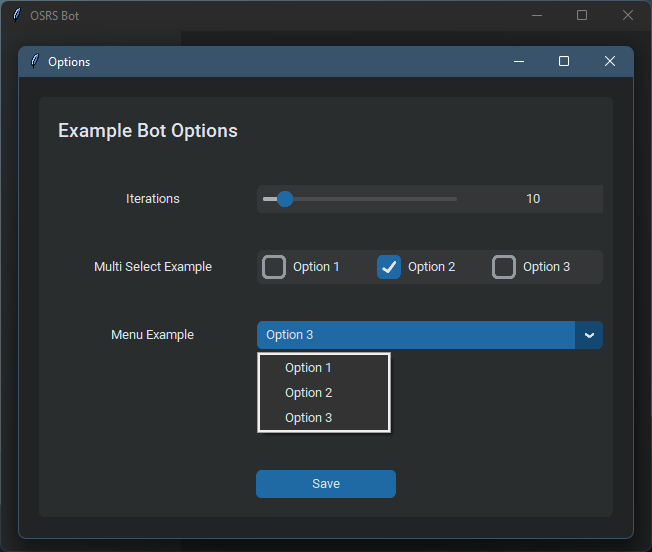 OSRS Bot
Options
Example Bot Options
Iterations 10
Multi Select Example Option 1 Option 2 Option 3
Menu Example Option 3
Option 1
Option 2
Option 3
Save